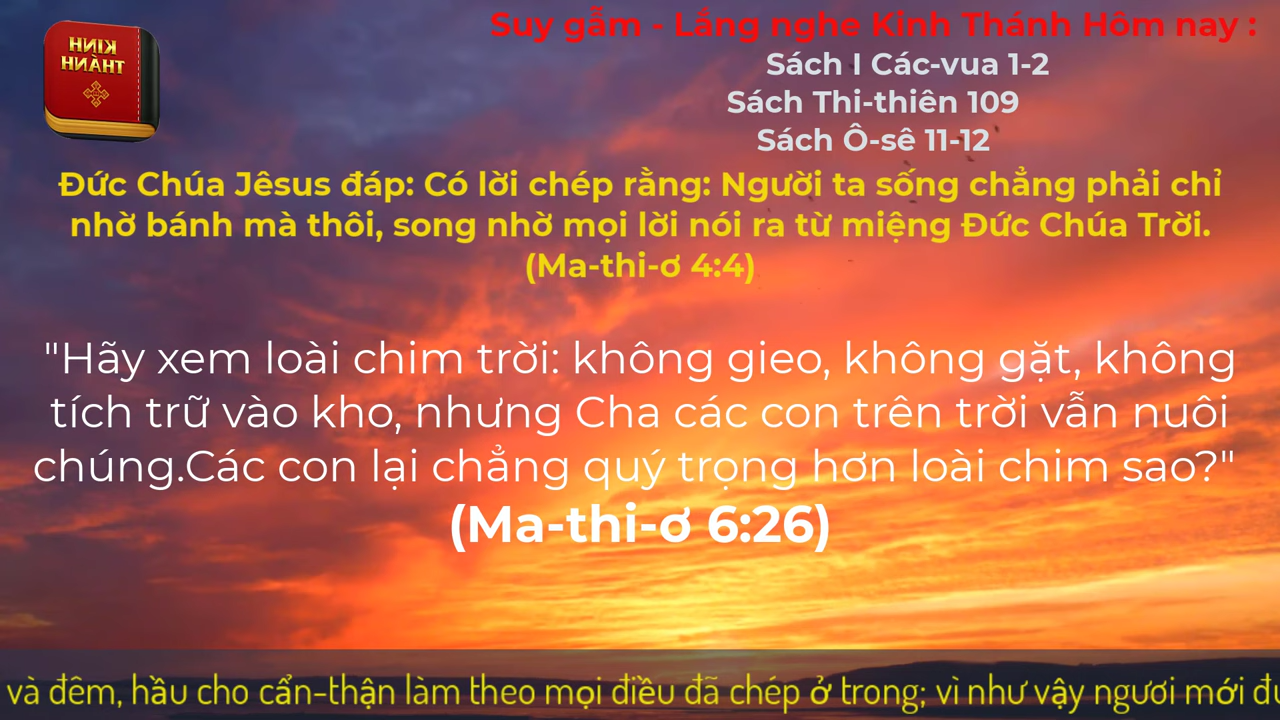 KINH
THÁNH
Suy gẫm - Lắng nghe Kinh Thánh Hôm nay :
Sách I Các-vua 1-2
Sách Thi-thiên 109
Sách Ô-sê 11-12
Đức Chúa Jêsus đáp: Có lời chép rằng: Người ta sống chẳng phải chỉ
nhờ bánh mà thôi, song nhờ mọi lời nói ra từ miệng Đức Chúa Trời.
(Ma-thi-ơ 4:4)
"Hãy xem loài chim trời: không gieo, không gặt, không
tích trữ vào kho, nhưng Cha các con trên trời vẫn nuôi
chúng.Các con lại chẳng quý trọng hơn loài chim sao?"
(Ma-thi-ơ 6:26)
và đêm, hầu cho cẩn-thận làm theo mọi điều đã chép ở trong; vì như vậy ngươi mới